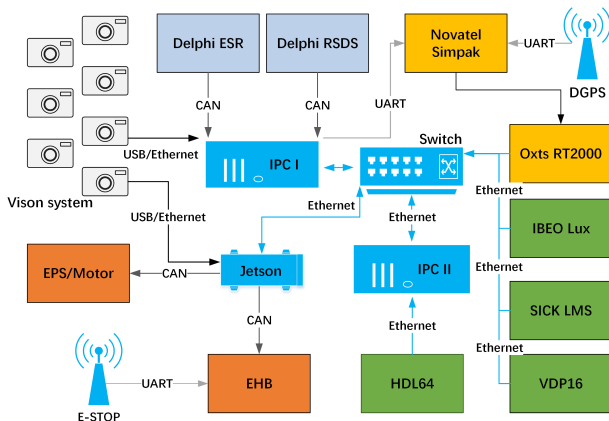 Delphi ESR
Delphi RSDS
Novatel
Simpak
UART
DGPS
CAN
CAN
UART
Switch
USB/Ethernet
IPC I
Oxts RT2000
Ethernet
Vison system
USB/Ethernet
Ethernet
Ethernet
IBEO Lux
EPS/Motor
CAN
Jetson
IPC II
Ethernet
SICK LMS
CAN
Ethernet
Ethernet
E-STOP
UART
EHB
HDL64
VDP16